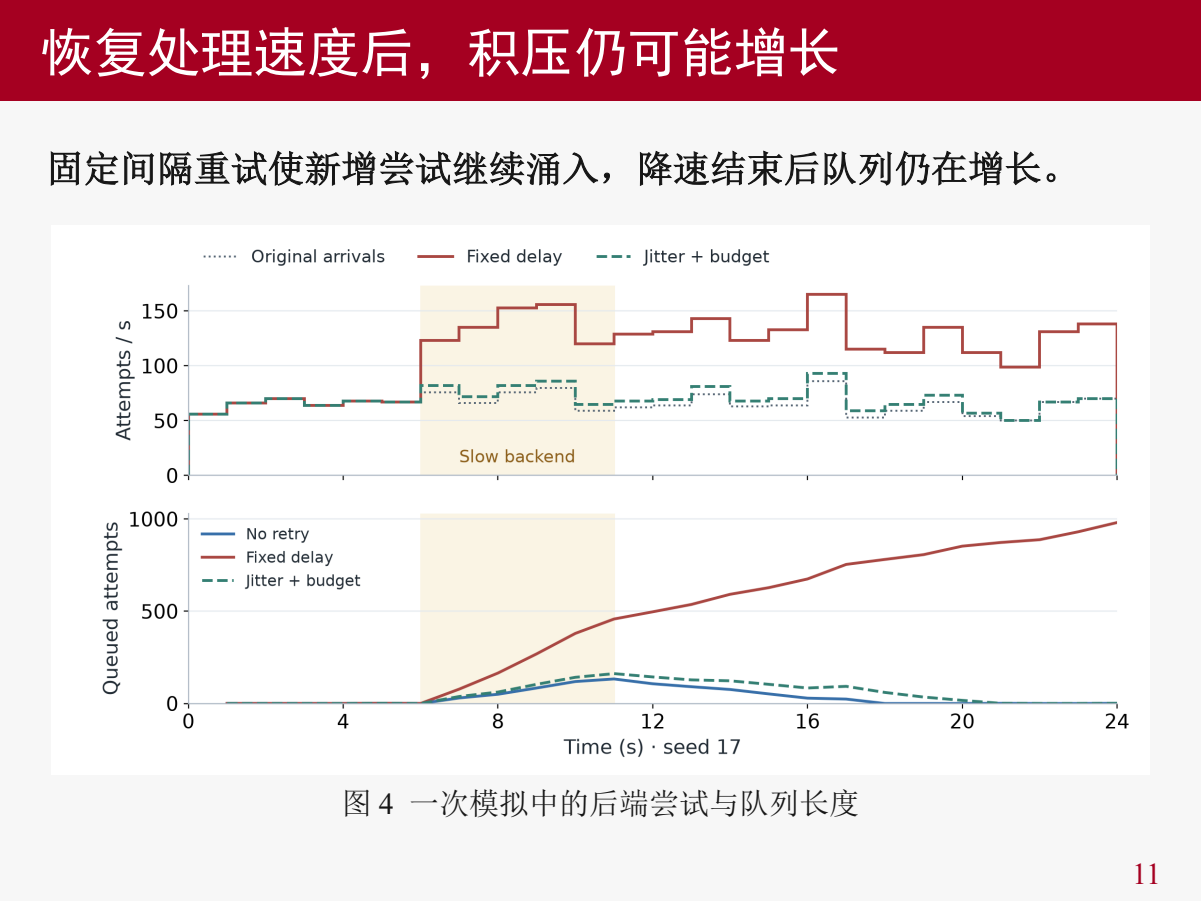 恢复处理速度后，积压仍可能增长
固定间隔重试使新增尝试继续涌入，降速结束后队列仍在增长。
Original arrivals Fixed delay Jitter + budget
Attempts / s
150
100
50
0
Slow backend
Queued attempts
1000
500
0
No retry
Fixed delay
Jitter + budget
0 4 8 12 16 20 24
Time (s) · seed 17
图 4 一次模拟中的后端尝试与队列长度
11